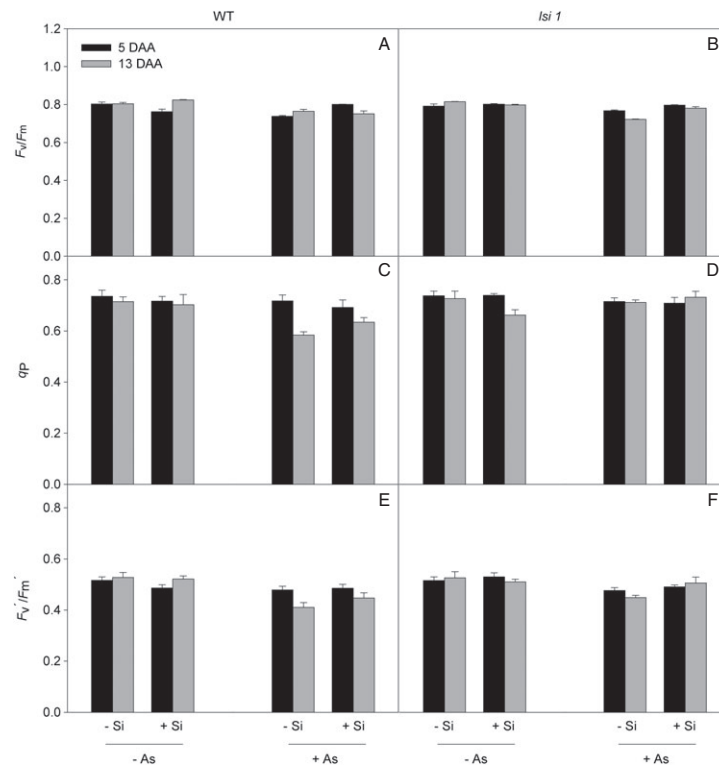 WT
lsi 1
A
B
5 DAA
13 DAA
1.2
1.0
0.8
0.6
0.4
0.2
0.0
Fv/Fm
C
D
0.8
0.6
0.4
0.2
0.0
qP
E
F
0.8
0.6
0.4
0.2
0.0
Fv´/Fm´
- Si + Si - Si + Si - Si + Si - Si + Si
- As + As - As + As